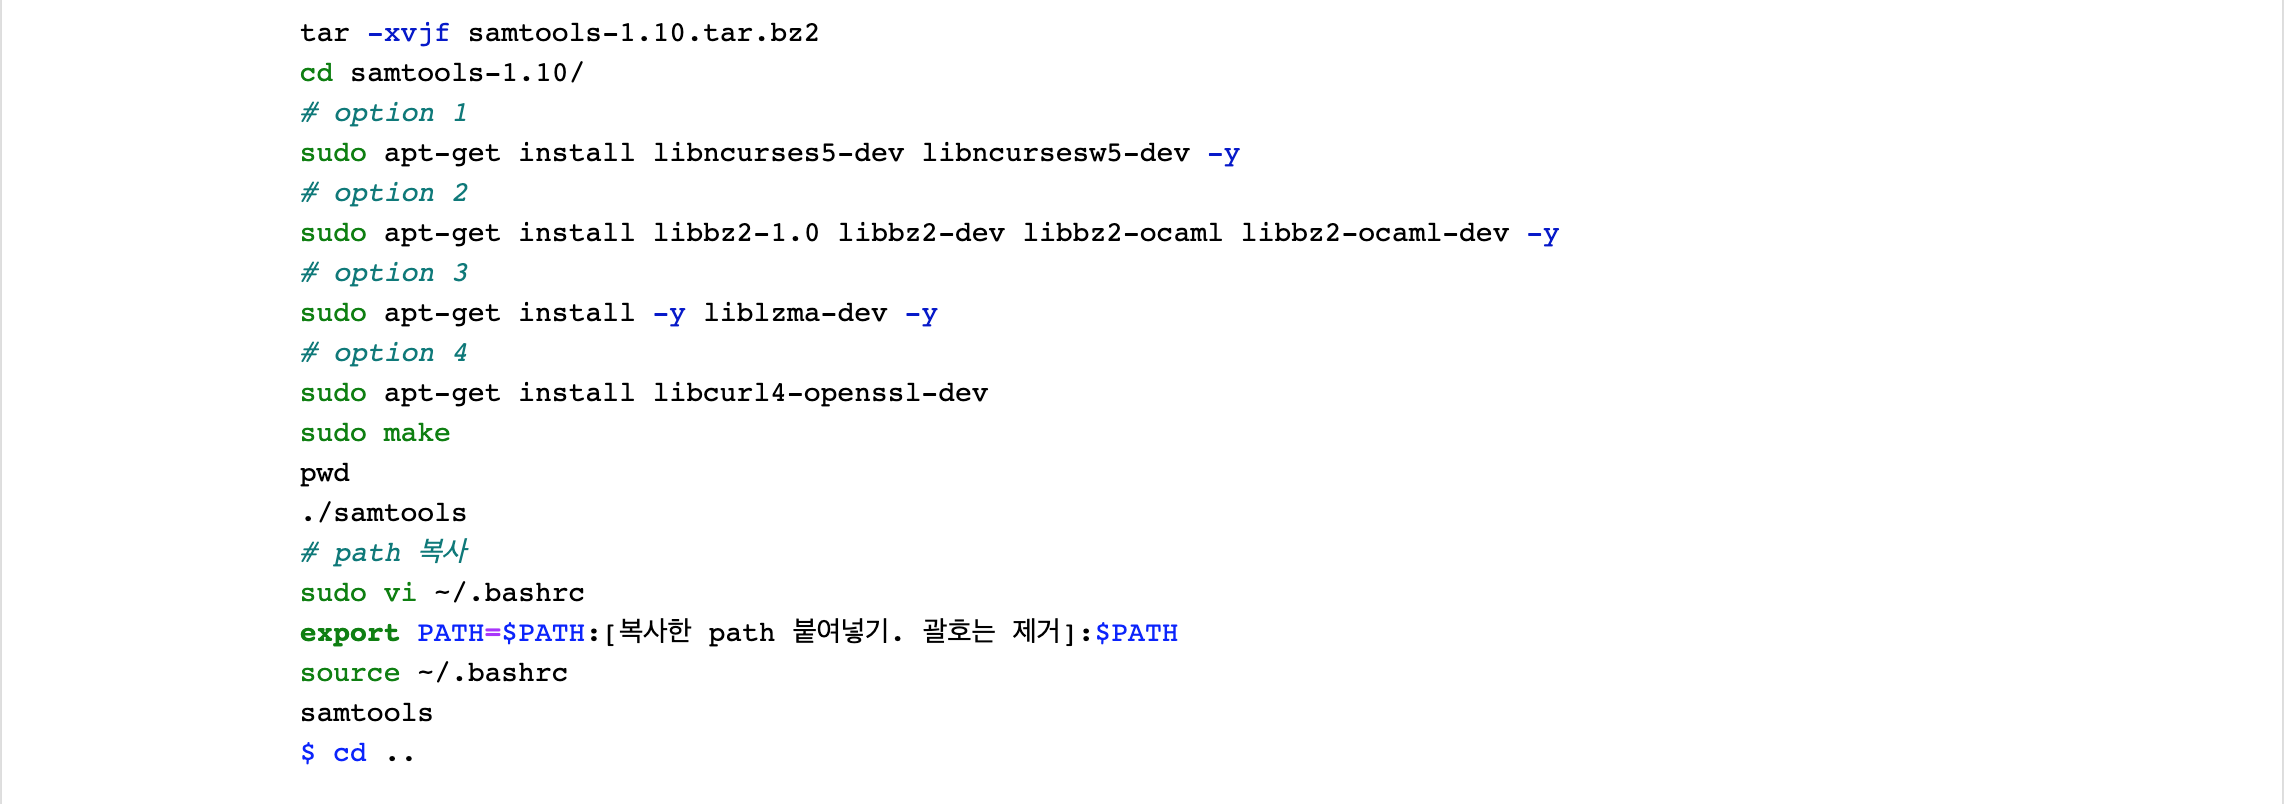 tar -xvjf samtools-1.10.tar.bz2
cd samtools-1.10/
# option 1
sudo apt-get install libncurses5-dev libncursesw5-dev -y
# option 2
sudo apt-get install libbz2-1.0 libbz2-dev libbz2-ocaml libbz2-ocaml-dev -y
# option 3
sudo apt-get install -y liblzma-dev -y
# option 4
sudo apt-get install libcurl4-openssl-dev
sudo make
pwd
./samtools
# path 복사
sudo vi ~/.bashrc
export PATH=$PATH:[복사한 path 붙여넣기. 괄호는 제거]:$PATH
source ~/.bashrc
samtools
$ cd ..